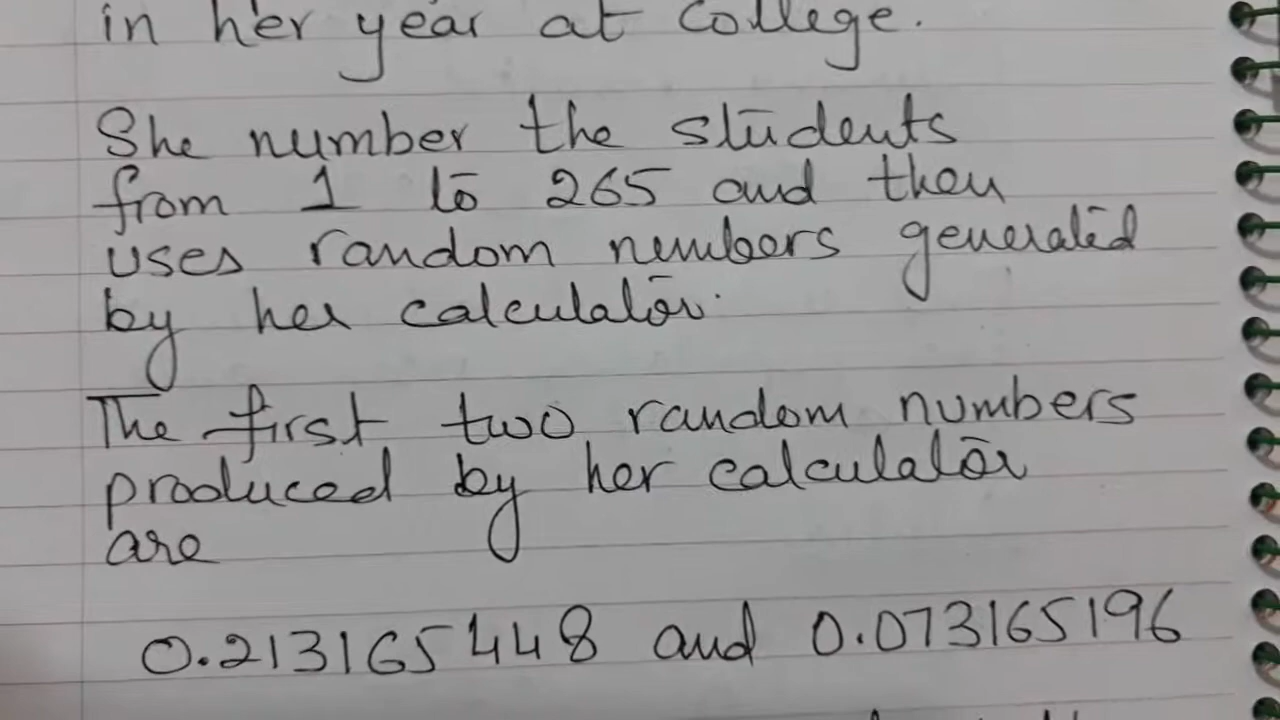 in her year at college.
She number the students
from 1 to 265 and then
uses random numbers generated
by her calculator.
The first two random numbers
produced by her calculator
are
0.213165448 and 0.073165196